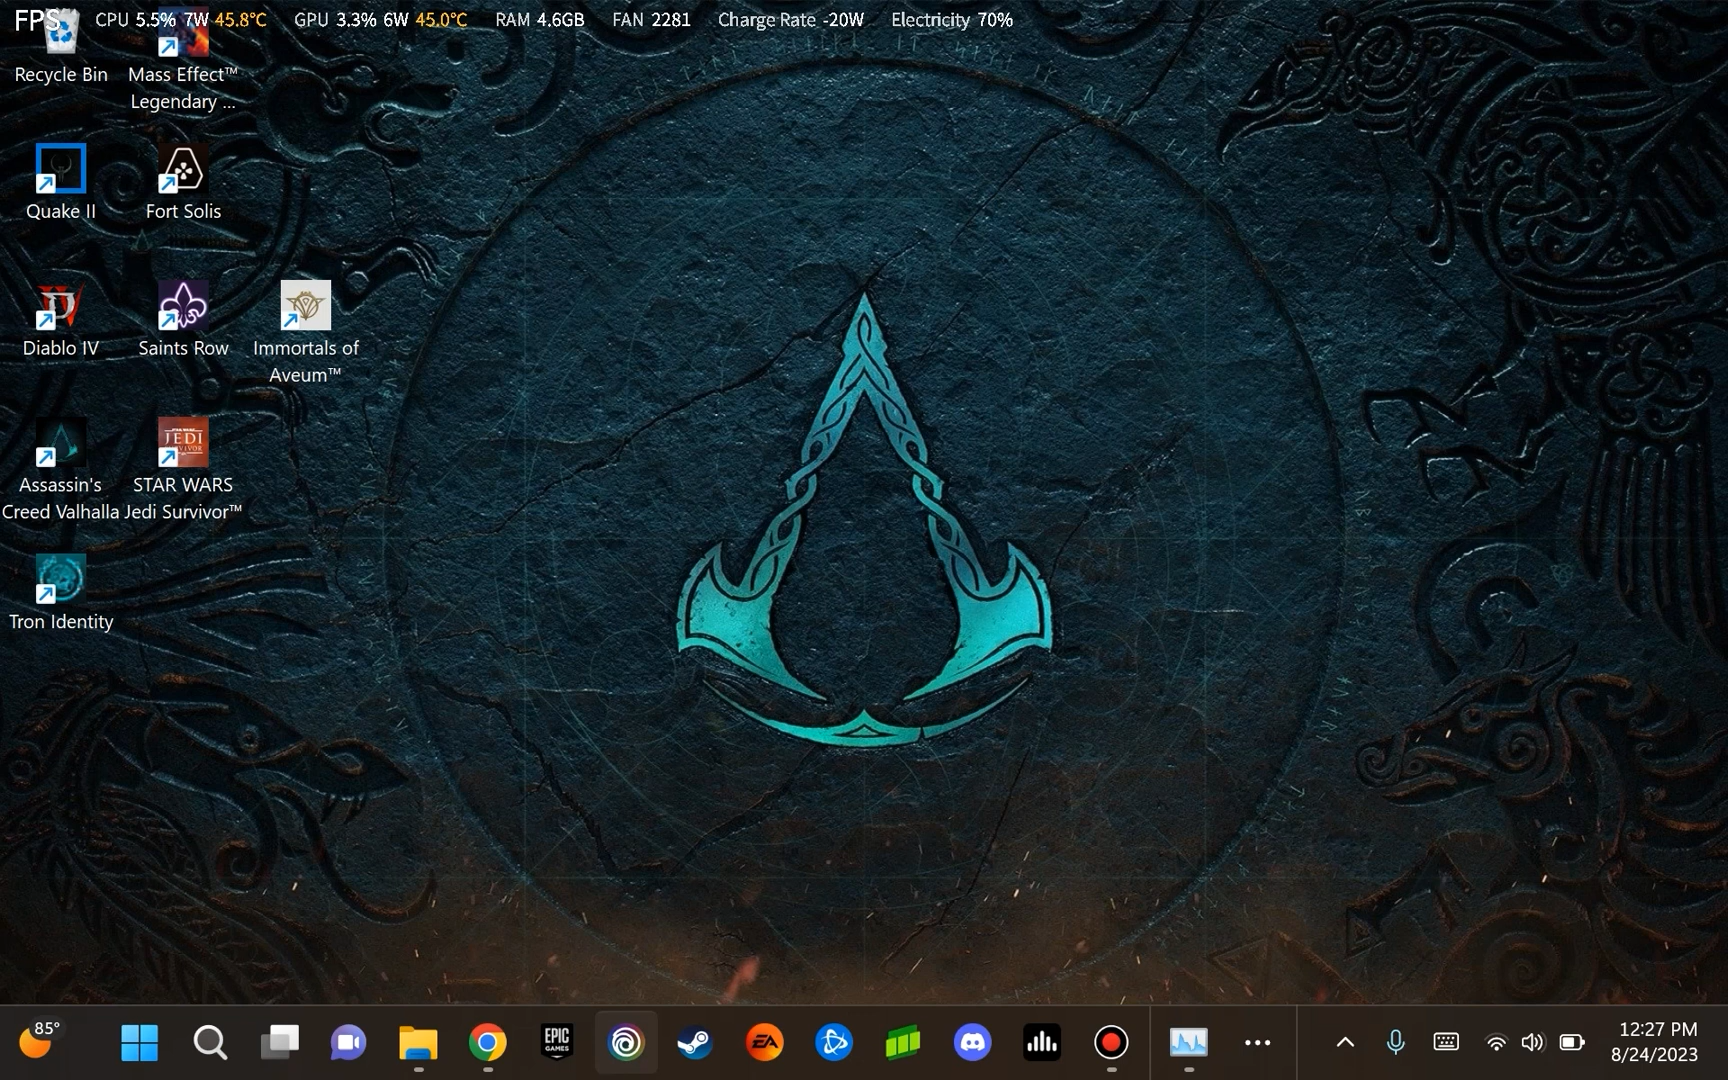 FPS CPU 5.5% 7W 45.8°C GPU 3.3% 6W 45.0°C RAM 4.6GB FAN 2281 Charge Rate -20W Electricity 70%
Recycle Bin
Mass Effect™
Legendary ...
Quake II
Fort Solis
Diablo IV
Saints Row
Immortals of
Aveum™
Assassin's
Creed Valhalla
JEDI
STAR WARS
Jedi Survivor™
Tron Identity
85°
EPIC
GAMES
EA
12:27 PM
8/24/2023